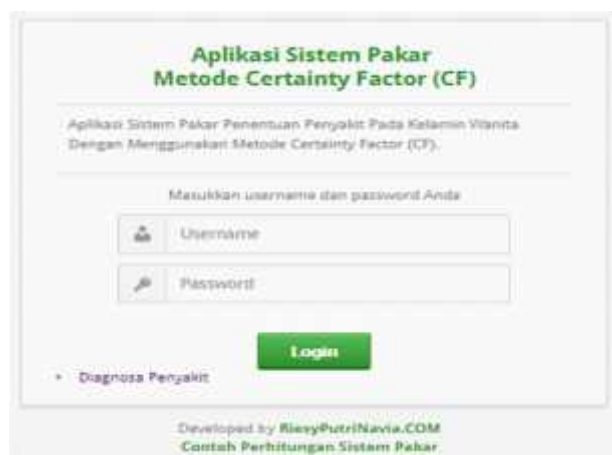 Aplikasi Sistem Pakar
Metode Certainty Factor (CF)
Aplikasi Sistem Pakar Penentuan Penyakit Pada Kelamin Wanita
Dengan Menggunakan Metode Certainty Factor (CF).
Masukkan username dan password Anda
Username
Password
Login
Diagnosa Penyakit
Developed by RiesyPutriNavia.COM
Contoh Perhitungan Sistem Pakar